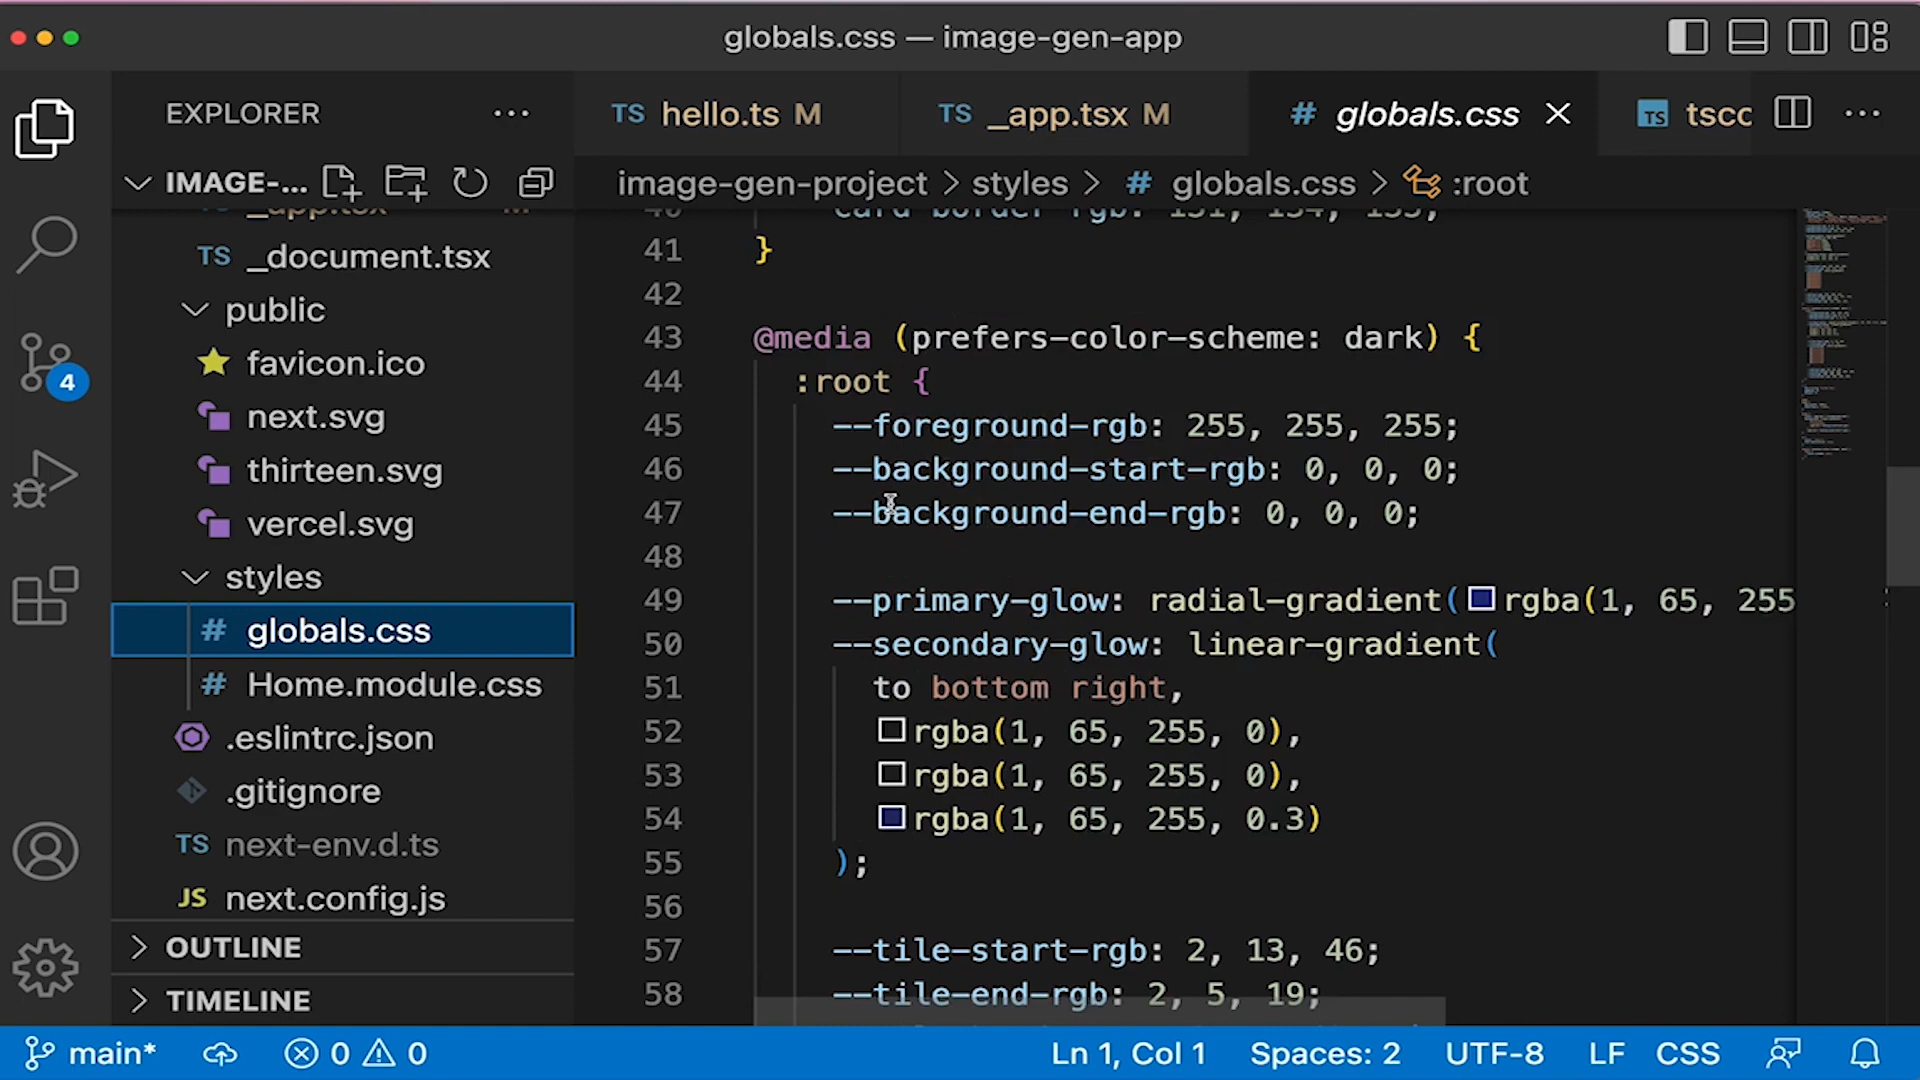 globals.css — image-gen-app
EXPLORER
hello.ts M
_app.tsx M
globals.css
IMAGE-...
image-gen-project > styles > # globals.css > :root
_app.tsx
_document.tsx
public
favicon.ico
next.svg
thirteen.svg
vercel.svg
styles
# globals.css
# Home.module.css
.eslintrc.json
.gitignore
TS next-env.d.ts
JS next.config.js
OUTLINE
TIMELINE
4
41 }
42
43 @media (prefers-color-scheme: dark) {
44 :root {
45 --foreground-rgb: 255, 255, 255;
46 --background-start-rgb: 0, 0, 0;
47 --background-end-rgb: 0, 0, 0;
48
49 --primary-glow: radial-gradient(rgba(1, 65, 255
50 --secondary-glow: linear-gradient(
51 to bottom right,
52 rgba(1, 65, 255, 0),
53 rgba(1, 65, 255, 0),
54 rgba(1, 65, 255, 0.3)
55 );
56
57 --tile-start-rgb: 2, 13, 46;
58 --tile-end-rgb: 2, 5, 19;
main* 0 0 Ln 1, Col 1 Spaces: 2 UTF-8 LF CSS